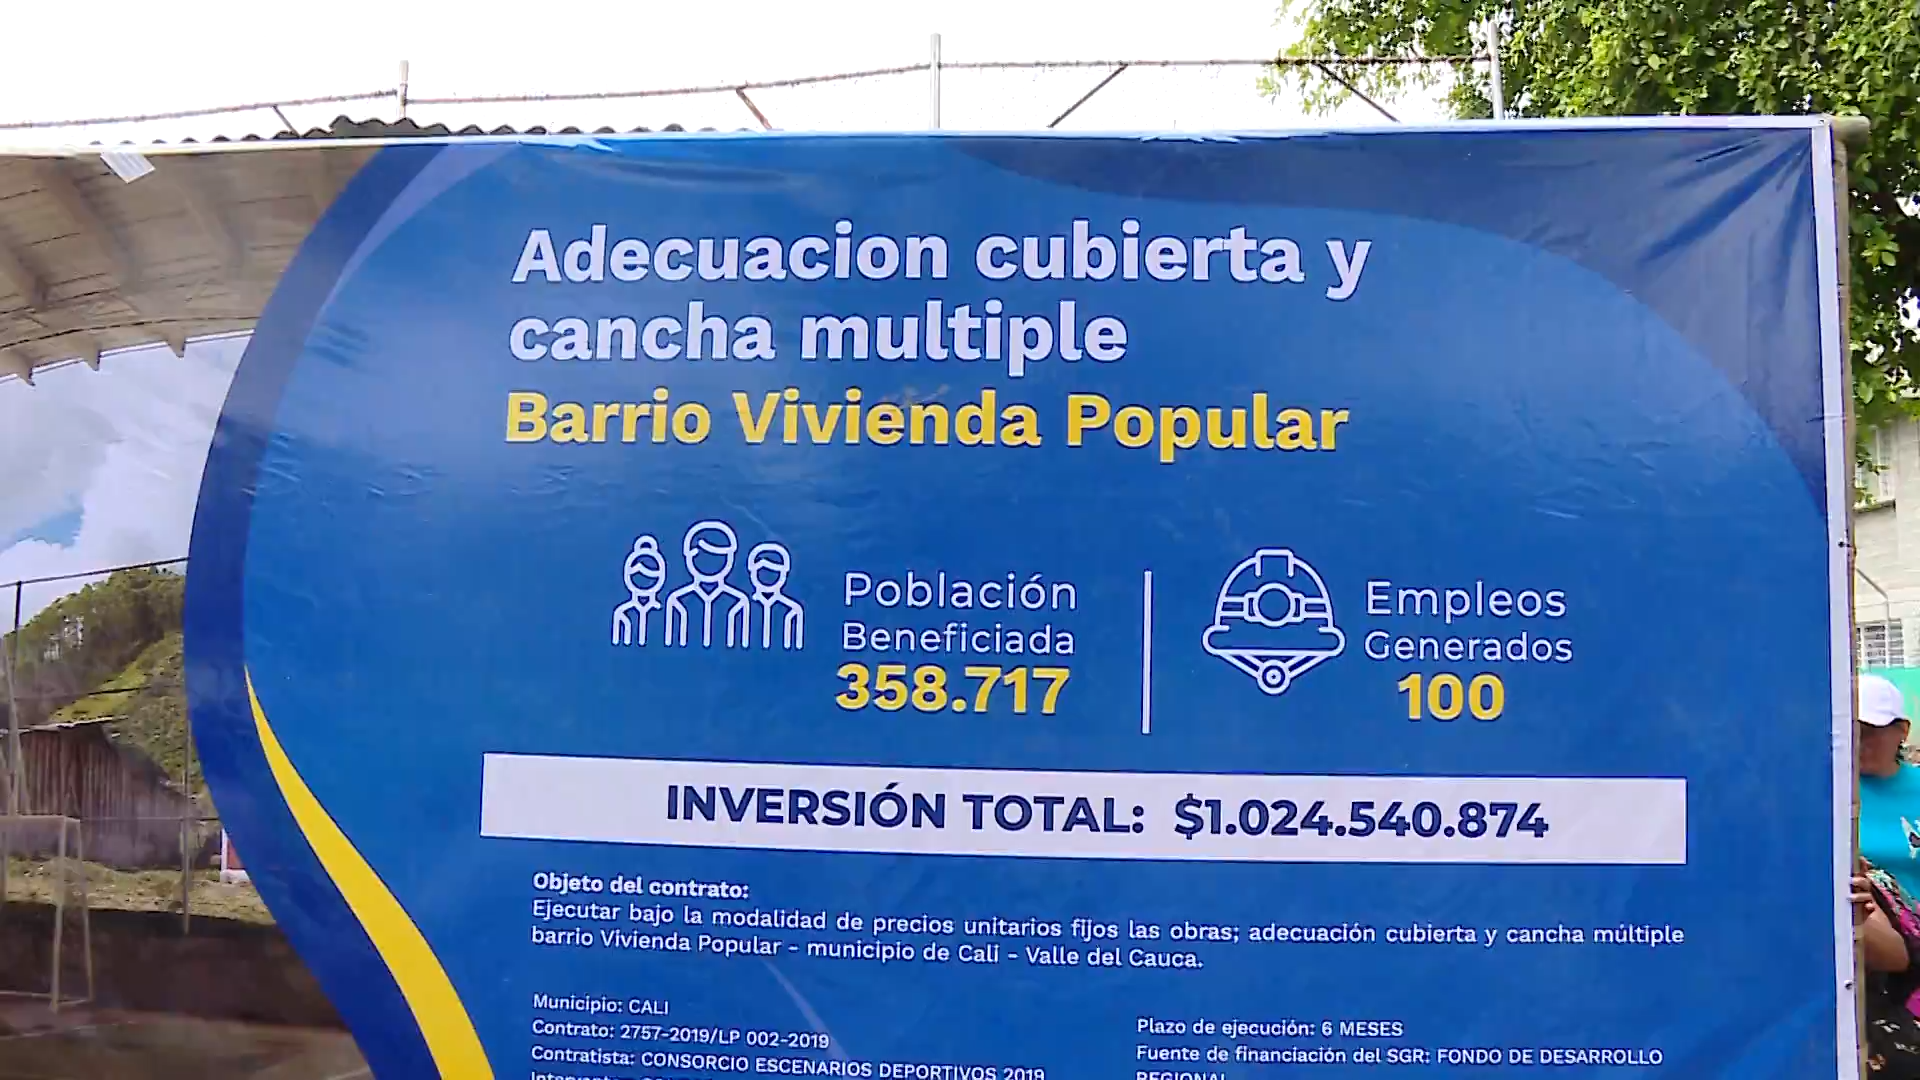 Adecuacion cubierta y
cancha multiple
Barrio Vivienda Popular
Población
Beneficiada
358.717
Empleos
Generados
100
INVERSIÓN TOTAL: $1.024.540.874
Objeto del contrato:
Ejecutar bajo la modalidad de precios unitarios fijos las obras; adecuación cubierta y cancha múltiple
barrio Vivienda Popular - municipio de Cali - Valle del Cauca.
Municipio: CALI
Contrato: 2757-2019/LP 002-2019
Contratista: CONSORCIO ESCENARIOS DEPORTIVOS 2019
Plazo de ejecución: 6 MESES
Fuente de financiación del SGR: FONDO DE DESARROLLO
REGIONAL